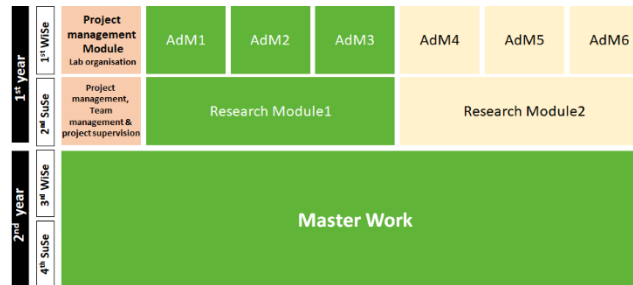 1st year
1st WiSe
Project
management
Module
Lab organisation
AdM1
AdM2
AdM3
AdM4
AdM5
AdM6
2nd SuSe
Project
management,
Team
management &
project supervision
Research Module1
Research Module2
2nd year
3rd WiSe
4th SuSe
Master Work